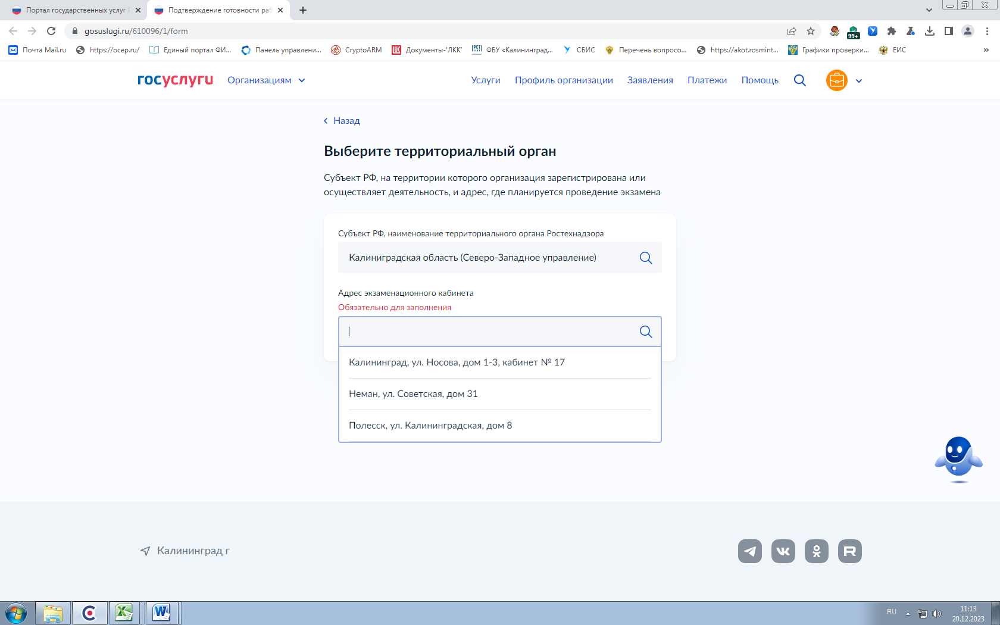 Портал государственных услуг Р
Подтверждение готовности раб
gosuslugi.ru/610096/1/form
99+
Почта Mail.ru
https://ocep.ru/
Единый портал ФИ...
Панель управлени...
CryptoARM
Документы-'ЛКК'
ФБУ «Калининград...
СБИС
Перечень вопросо...
https://akot.rosmint...
Графики проверки...
ЕИС
»
госуслуги
Организациям
Услуги
Профиль организации
Заявления
Платежи
Помощь
Назад
Выберите территориальный орган
Субъект РФ, на территории которого организация зарегистрирована или
осуществляет деятельность, и адрес, где планируется проведение экзамена
Субъект РФ, наименование территориального органа Ростехнадзора
Калиниградская область (Северо-Западное управление)
Адрес экзаменационного кабинета
Обязательно для заполнения
Калининград, ул. Носова, дом 1-3, кабинет № 17
Неман, ул. Советская, дом 31
Полесск, ул. Калининградская, дом 8
Калининград г
RU
11:13
20.12.2023